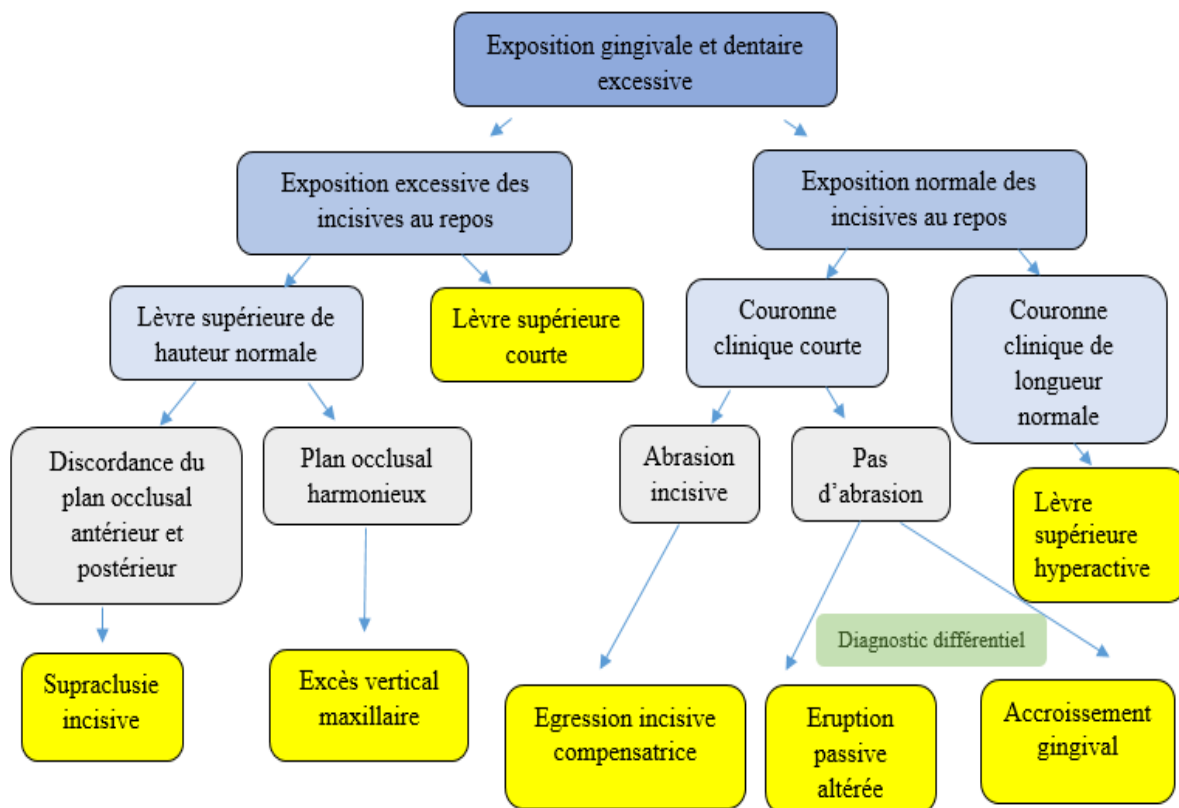 Exposition gingivale et dentaire
excessive
Exposition excessive des
incisives au repos
Exposition normale des
incisives au repos
Lèvre supérieure de
hauteur normale
Lèvre supérieure
courte
Couronne
clinique courte
Couronne
clinique de
longueur
normale
Discordance du
plan occlusal
antérieur et
postérieur
Plan occlusal
harmonieux
Abrasion
incisive
Pas
d’abrasion
Lèvre
supérieure
hyperactive
Diagnostic différentiel
Supraclusie
incisive
Excès vertical
maxillaire
Egression incisive
compensatrice
Eruption
passive
altérée
Accroissement
gingival